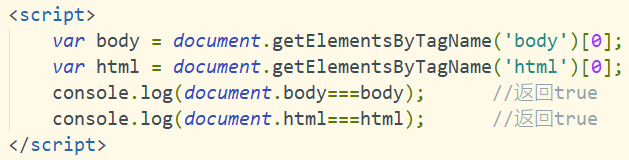 <script>
var body = document.getElementsByTagName('body')[0];
var html = document.getElementsByTagName('html')[0];
console.log(document.body===body); //返回true
console.log(document.html===html); //返回true
</script>